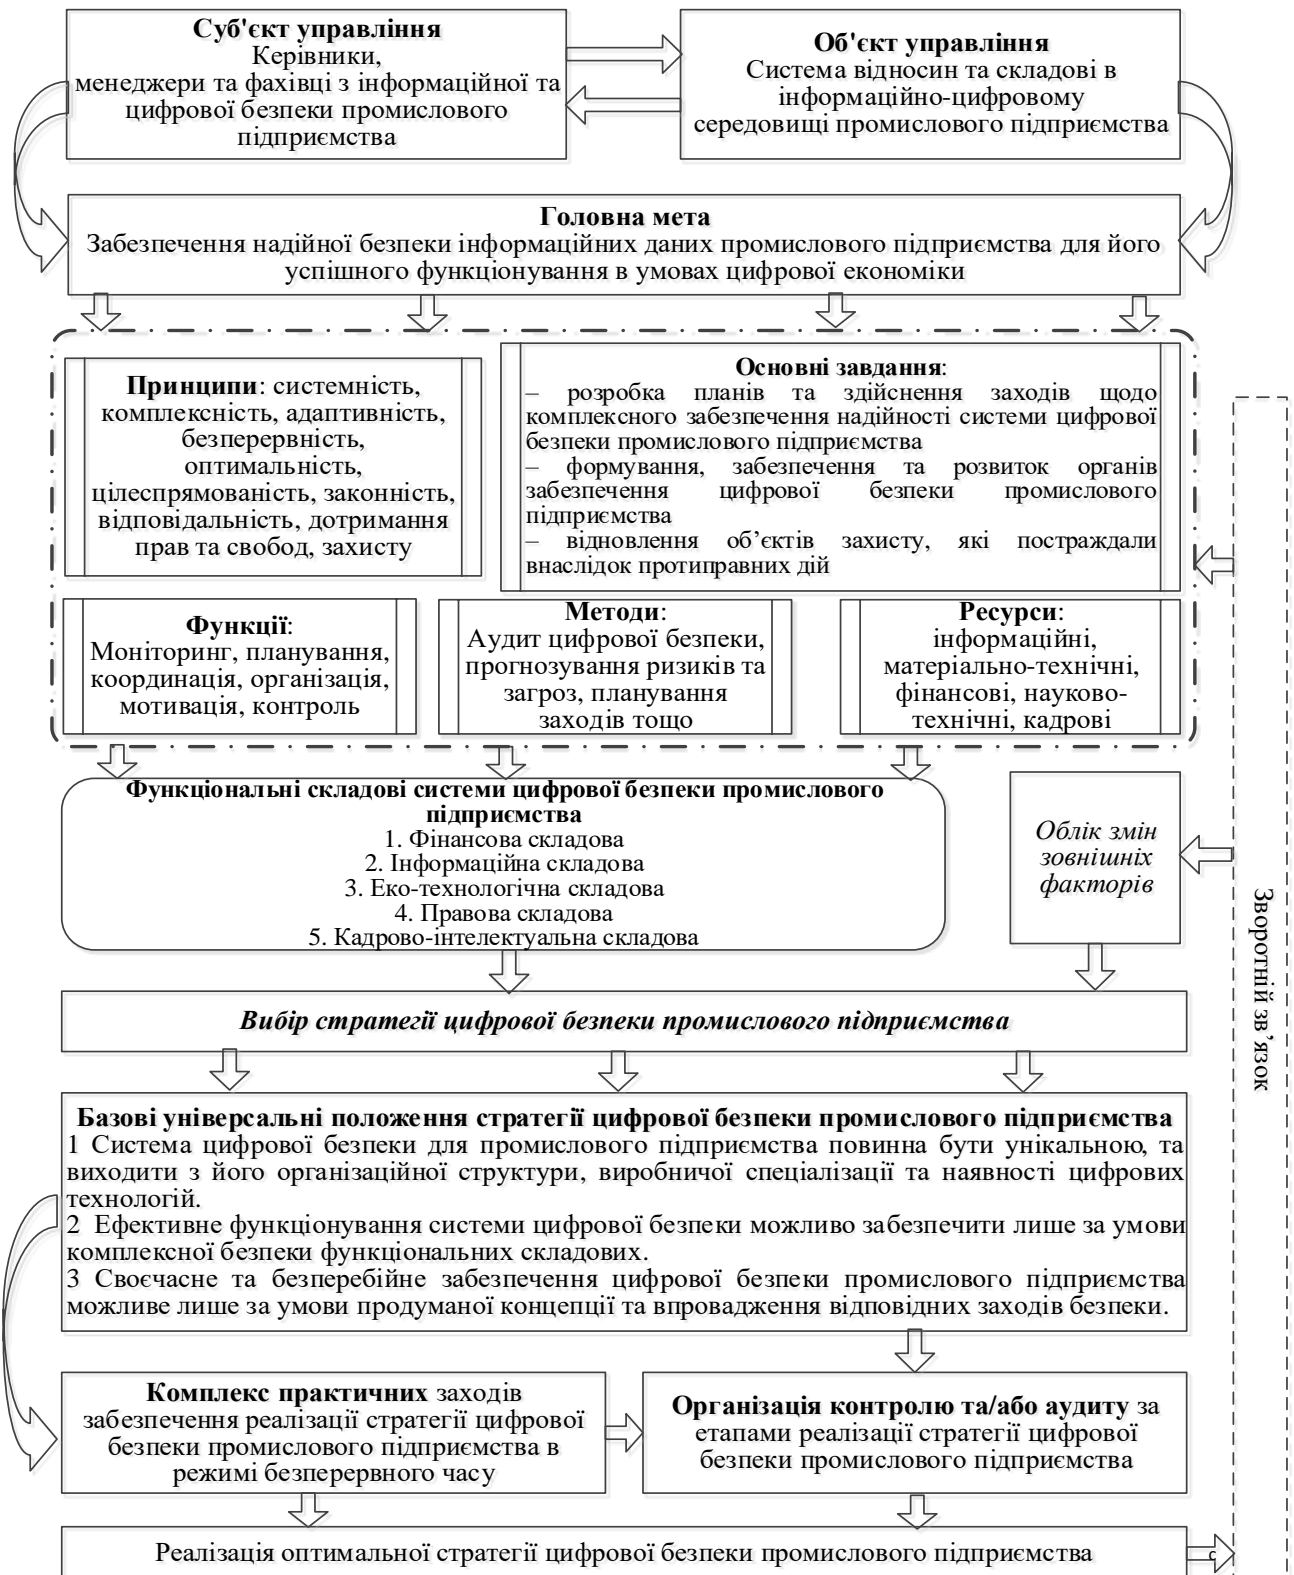 Суб'єкт управління
Керівники,
менеджери та фахівці з інформаційної та
цифрової безпеки промислового
підприємства
Об'єкт управління
Система відносин та складові в
інформаційно-цифровому
середовищі промислового підприємства
Головна мета
Забезпечення надійної безпеки інформаційних даних промислового підприємства для його
успішного функціонування в умовах цифрової економіки
Принципи: системність,
комплексність, адаптивність,
безперервність,
оптимальність,
цілеспрямованість, законність,
відповідальність, дотримання
прав та свобод, захисту
Основні завдання:
– розробка планів та здійснення заходів щодо
комплексного забезпечення надійності системи цифрової
безпеки промислового підприємства
– формування, забезпечення та розвиток органів
забезпечення цифрової безпеки промислового
підприємства
– відновлення об’єктів захисту, які постраждали
внаслідок протиправних дій
Функції:
Моніторинг, планування,
координація, організація,
мотивація, контроль
Методи:
Аудит цифрової безпеки,
прогнозування ризиків та
загроз, планування
заходів тощо
Ресурси:
інформаційні,
матеріально-технічні,
фінансові, науково-
технічні, кадрові
Функціональні складові системи цифрової безпеки промислового
підприємства
1. Фінансова складова
2. Інформаційна складова
3. Еко-технологічна складова
4. Правова складова
5. Кадрово-інтелектуальна складова
Облік змін
зовнішніх
факторів
Зворотній зв’язок
Вибір стратегії цифрової безпеки промислового підприємства
Базові універсальні положення стратегії цифрової безпеки промислового підприємства
1 Система цифрової безпеки для промислового підприємства повинна бути унікальною, та
виходити з його організаційної структури, виробничої спеціалізації та наявності цифрових
технологій.
2 Ефективне функціонування системи цифрової безпеки можливо забезпечити лише за умови
комплексної безпеки функціональних складових.
3 Своєчасне та безперебійне забезпечення цифрової безпеки промислового підприємства
можливе лише за умови продуманої концепції та впровадження відповідних заходів безпеки.
Комплекс практичних заходів
забезпечення реалізації стратегії цифрової
безпеки промислового підприємства в
режимі безперервного часу
Організація контролю та/або аудиту за
етапами реалізації стратегії цифрової
безпеки промислового підприємства
Реалізація оптимальної стратегії цифрової безпеки промислового підприємства
с